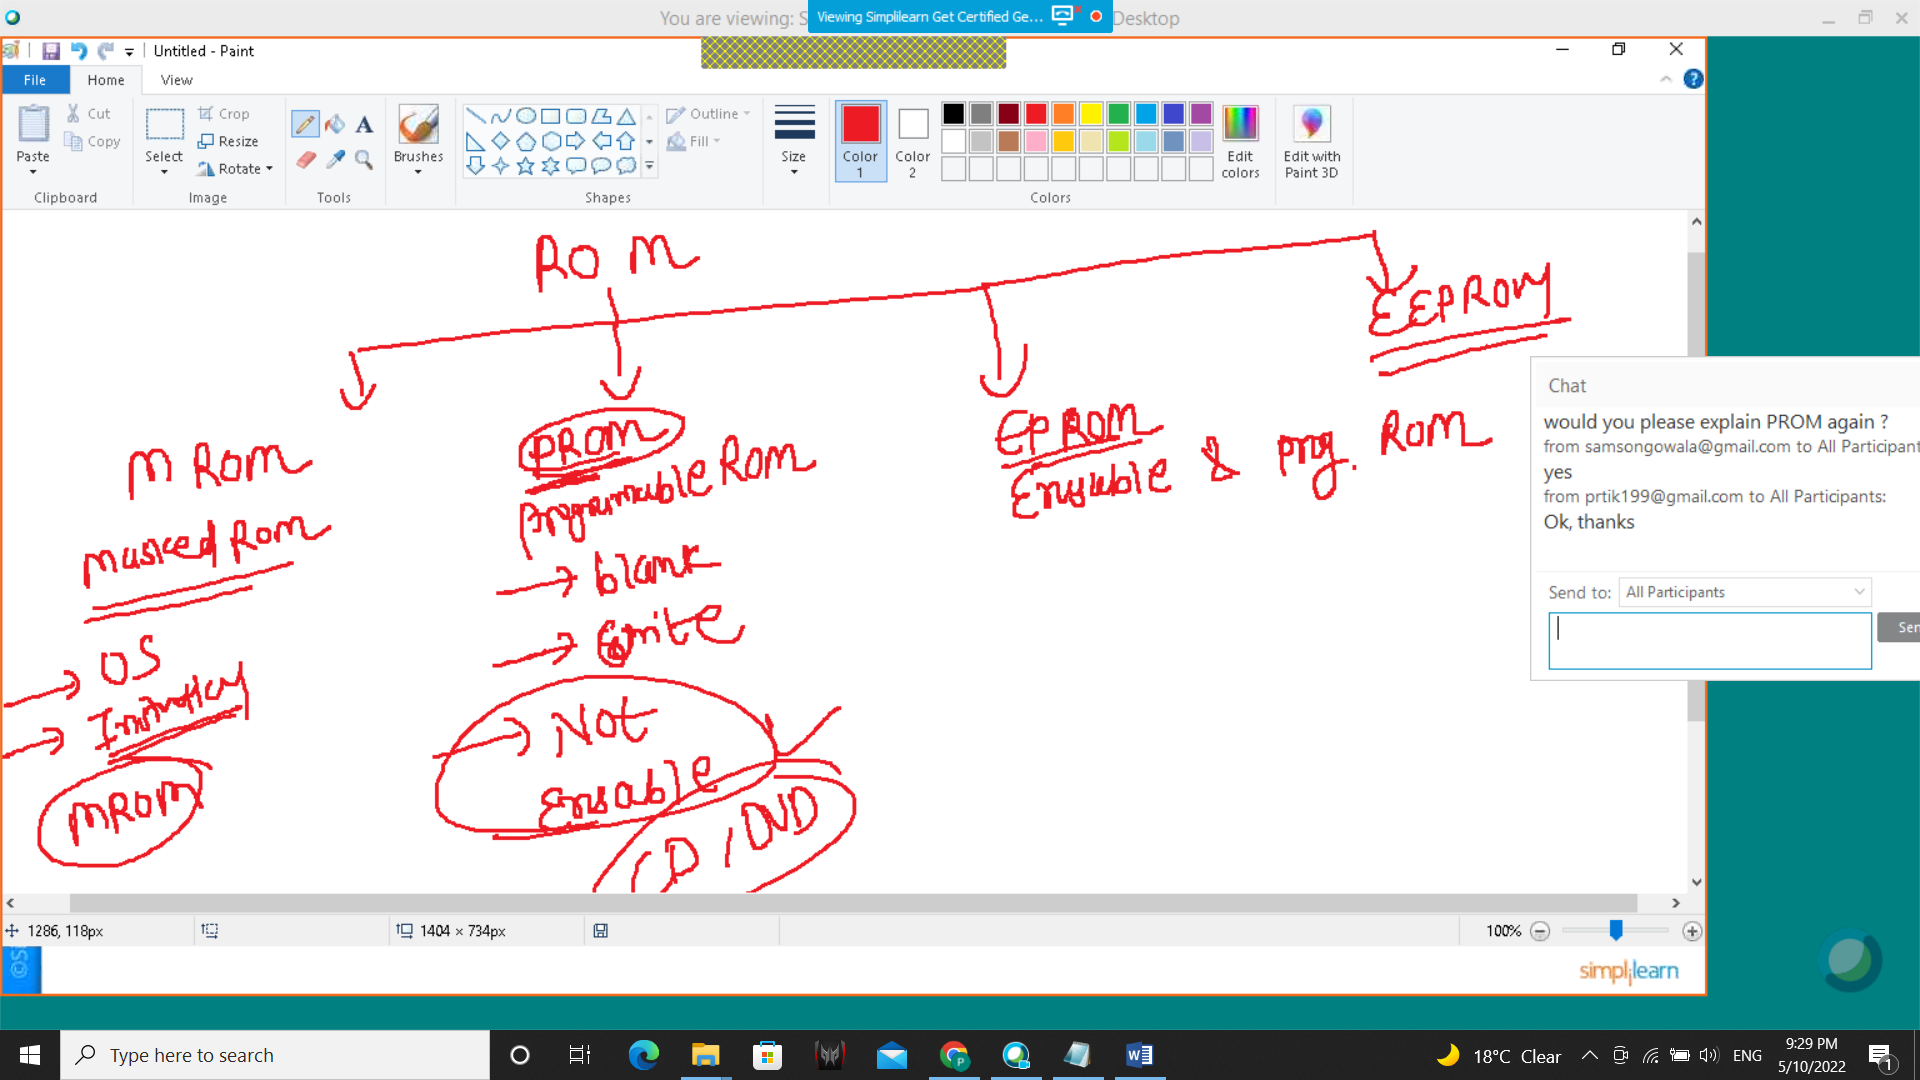 You are viewing: S
Viewing Simplilearn Get Certified Ge...
Desktop
Untitled - Paint
File
Home
View
Paste
Cut
Copy
Clipboard
Select
Crop
Resize
Rotate
Image
Tools
Brushes
Shapes
Outline
Fill
Size
Color 1
Color 2
Edit colors
Edit with Paint 3D
Colors
ROM
MROM
Masked Rom
OS
MROM
PROM
Programmable ROM
blank
Not
CD / DVD
EPROM
& prg. ROM
EEPROM
Chat
would you please explain PROM again ?
from samsongowala@gmail.com to All Participant
yes
from prtik199@gmail.com to All Participants:
Ok, thanks
Send to:
All Participants
Sen
1286, 118px
1404 × 734px
100%
simplilearn
Type here to search
18°C Clear
ENG
9:29 PM
5/10/2022
1